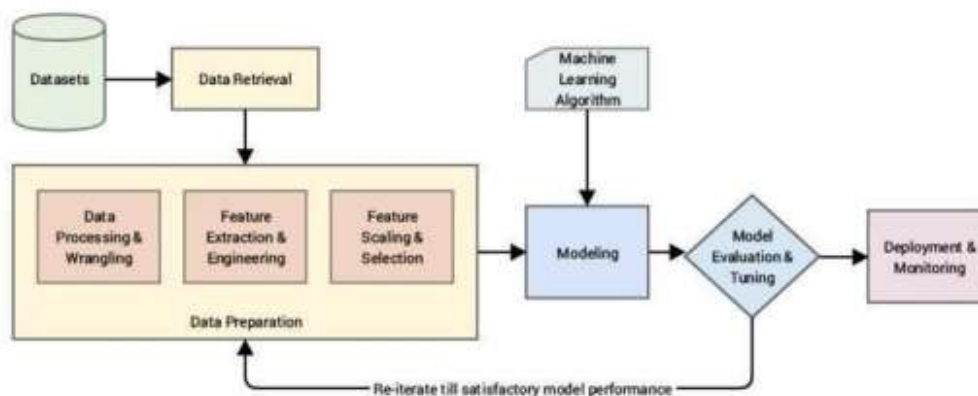 Datasets
Data Retrieval
Machine
Learning
Algorithm
Data
Processing &
Wrangling
Feature
Extraction &
Engineering
Feature
Scaling &
Selection
Data Preparation
Modeling
Model
Evaluation &
Tuning
Deployment &
Monitoring
Re-iterate till satisfactory model performance